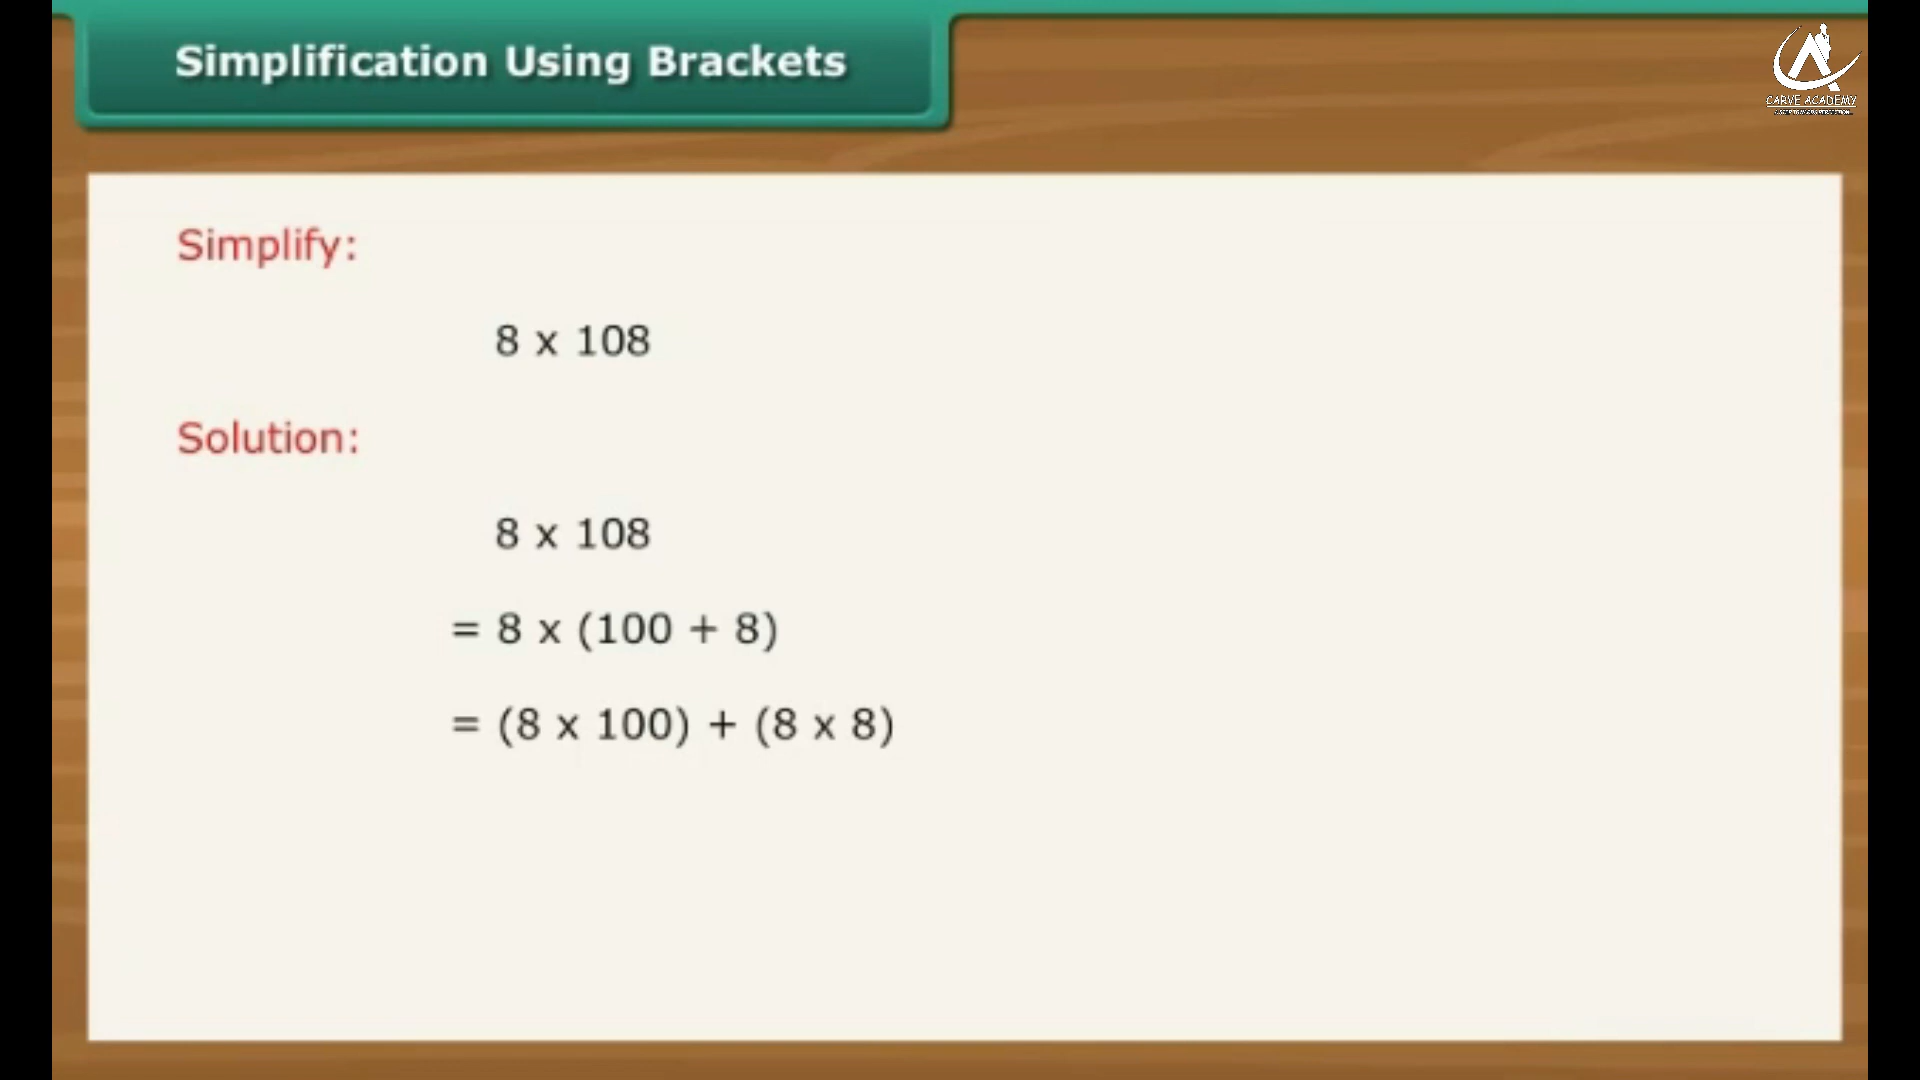 Simplification Using Brackets
CARVE ACADEMY
Simplify:
8 x 108
Solution:
8 x 108
= 8 x (100 + 8)
= (8 x 100) + (8 x 8)